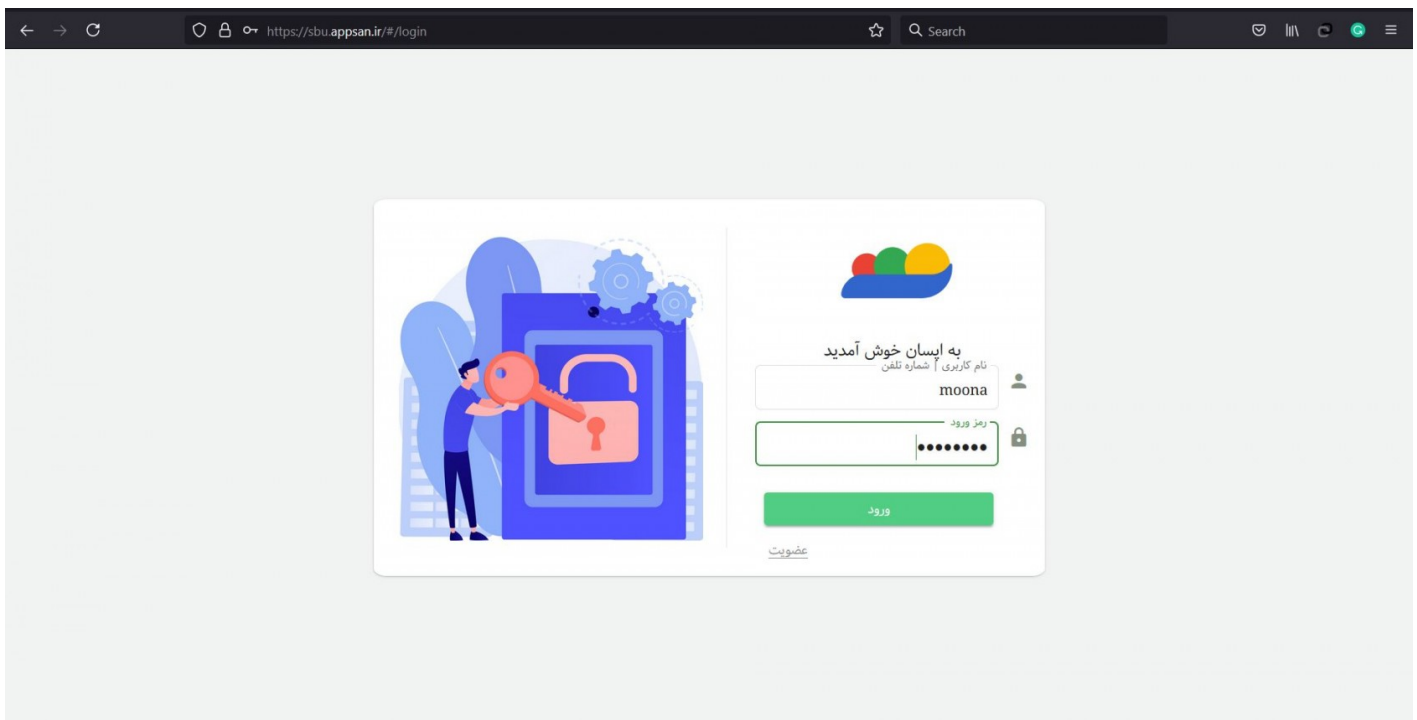 https://sbu.appsan.ir/#/login
Search
به اپسان خوش آمدید
نام کاربری | شماره تلفن
moona
رمز ورود
••••••••
ورود
عضویت